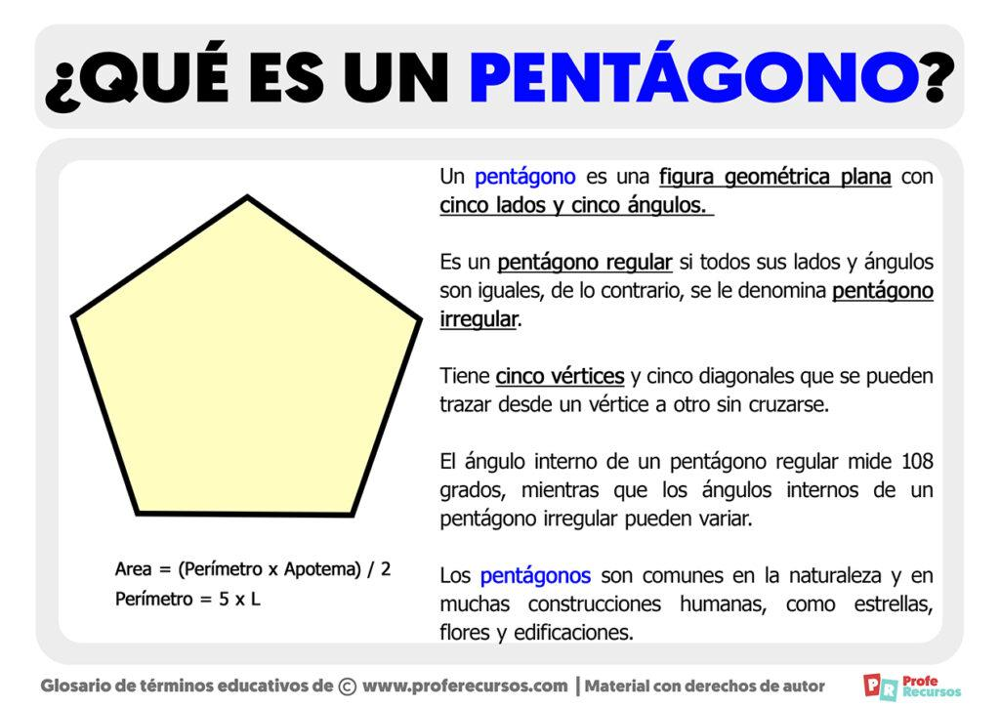 ¿QUÉ ES UN PENTÁGONO?
Un pentágono es una figura geométrica plana con
cinco lados y cinco ángulos.
Es un pentágono regular si todos sus lados y ángulos
son iguales, de lo contrario, se le denomina pentágono
irregular.
Tiene cinco vértices y cinco diagonales que se pueden
trazar desde un vértice a otro sin cruzarse.
El ángulo interno de un pentágono regular mide 108
grados, mientras que los ángulos internos de un
pentágono irregular pueden variar.
Los pentágonos son comunes en la naturaleza y en
muchas construcciones humanas, como estrellas,
flores y edificaciones.
Area = (Perímetro x Apotema) / 2
Perímetro = 5 x L
Glosario de términos educativos de © www.proferecursos.com | Material con derechos de autor
PR Profe
Recursos